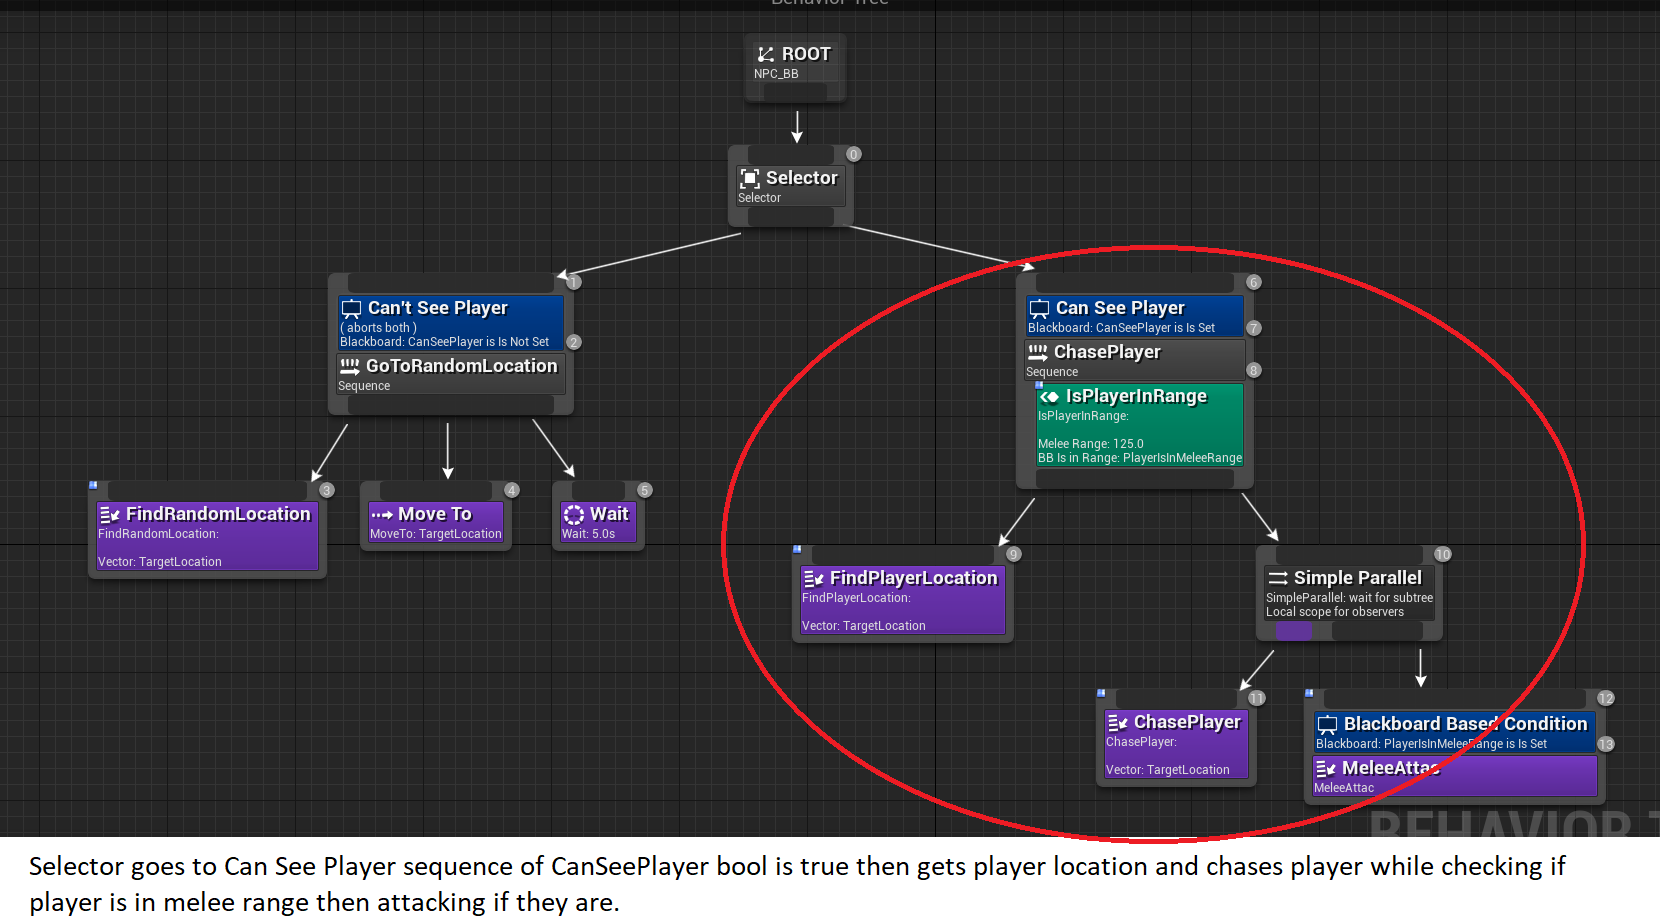 Behavior Tree
ROOT
NPC_BB
0
Selector
Selector
1
Can't See Player
( aborts both )
Blackboard: CanSeePlayer is Is Not Set
2
GoToRandomLocation
Sequence
6
Can See Player
Blackboard: CanSeePlayer is Is Set
7
ChasePlayer
Sequence
8
IsPlayerInRange
IsPlayerInRange:
Melee Range: 125.0
BB Is in Range: PlayerIsInMeleeRange
3
FindRandomLocation
FindRandomLocation:
Vector: TargetLocation
4
Move To
MoveTo: TargetLocation
5
Wait
Wait: 5.0s
9
FindPlayerLocation
FindPlayerLocation:
Vector: TargetLocation
10
Simple Parallel
SimpleParallel: wait for subtree
Local scope for observers
11
ChasePlayer
ChasePlayer:
Vector: TargetLocation
12
Blackboard Based Condition
Blackboard: PlayerIsInMeleeRange is Is Set
13
MeleeAttac
MeleeAttac
BEHAVIOR T
Selector goes to Can See Player sequence of CanSeePlayer bool is true then gets player location and chases player while checking if
player is in melee range then attacking if they are.